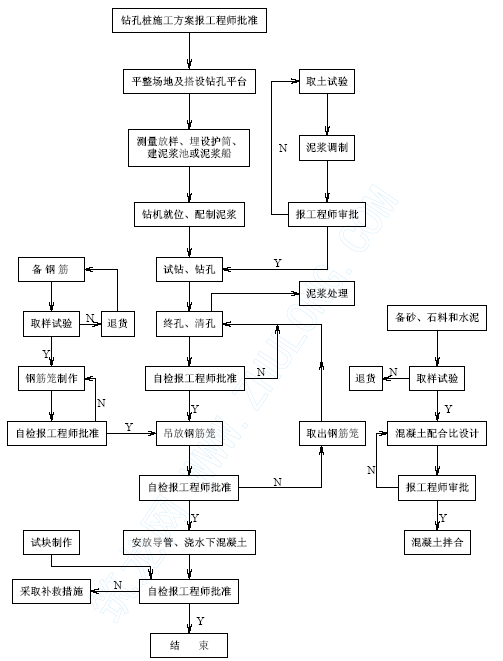 钻孔桩施工方案报工程师批准
平整场地及搭设钻孔平台
取土试验
测量放样、埋设护筒、
建泥浆池或泥浆船
N
泥浆调制
钻机就位、配制泥浆
报工程师审批
Y
备 钢 筋
试钻、钻孔
泥浆处理
取样试验
N
退货
终孔、清孔
备砂、石料和水泥
Y
钢筋笼制作
自检报工程师批准
N
退货
N
取样试验
N
Y
Y
自检报工程师批准
Y
吊放钢筋笼
取出钢筋笼
混凝土配合比设计
N
自检报工程师批准
N
报工程师审批
Y
Y
试块制作
安放导管、浇水下混凝土
混凝土拌合
采取补救措施
N
自检报工程师批准
Y
结 束
WWW.ZHULONG.COM